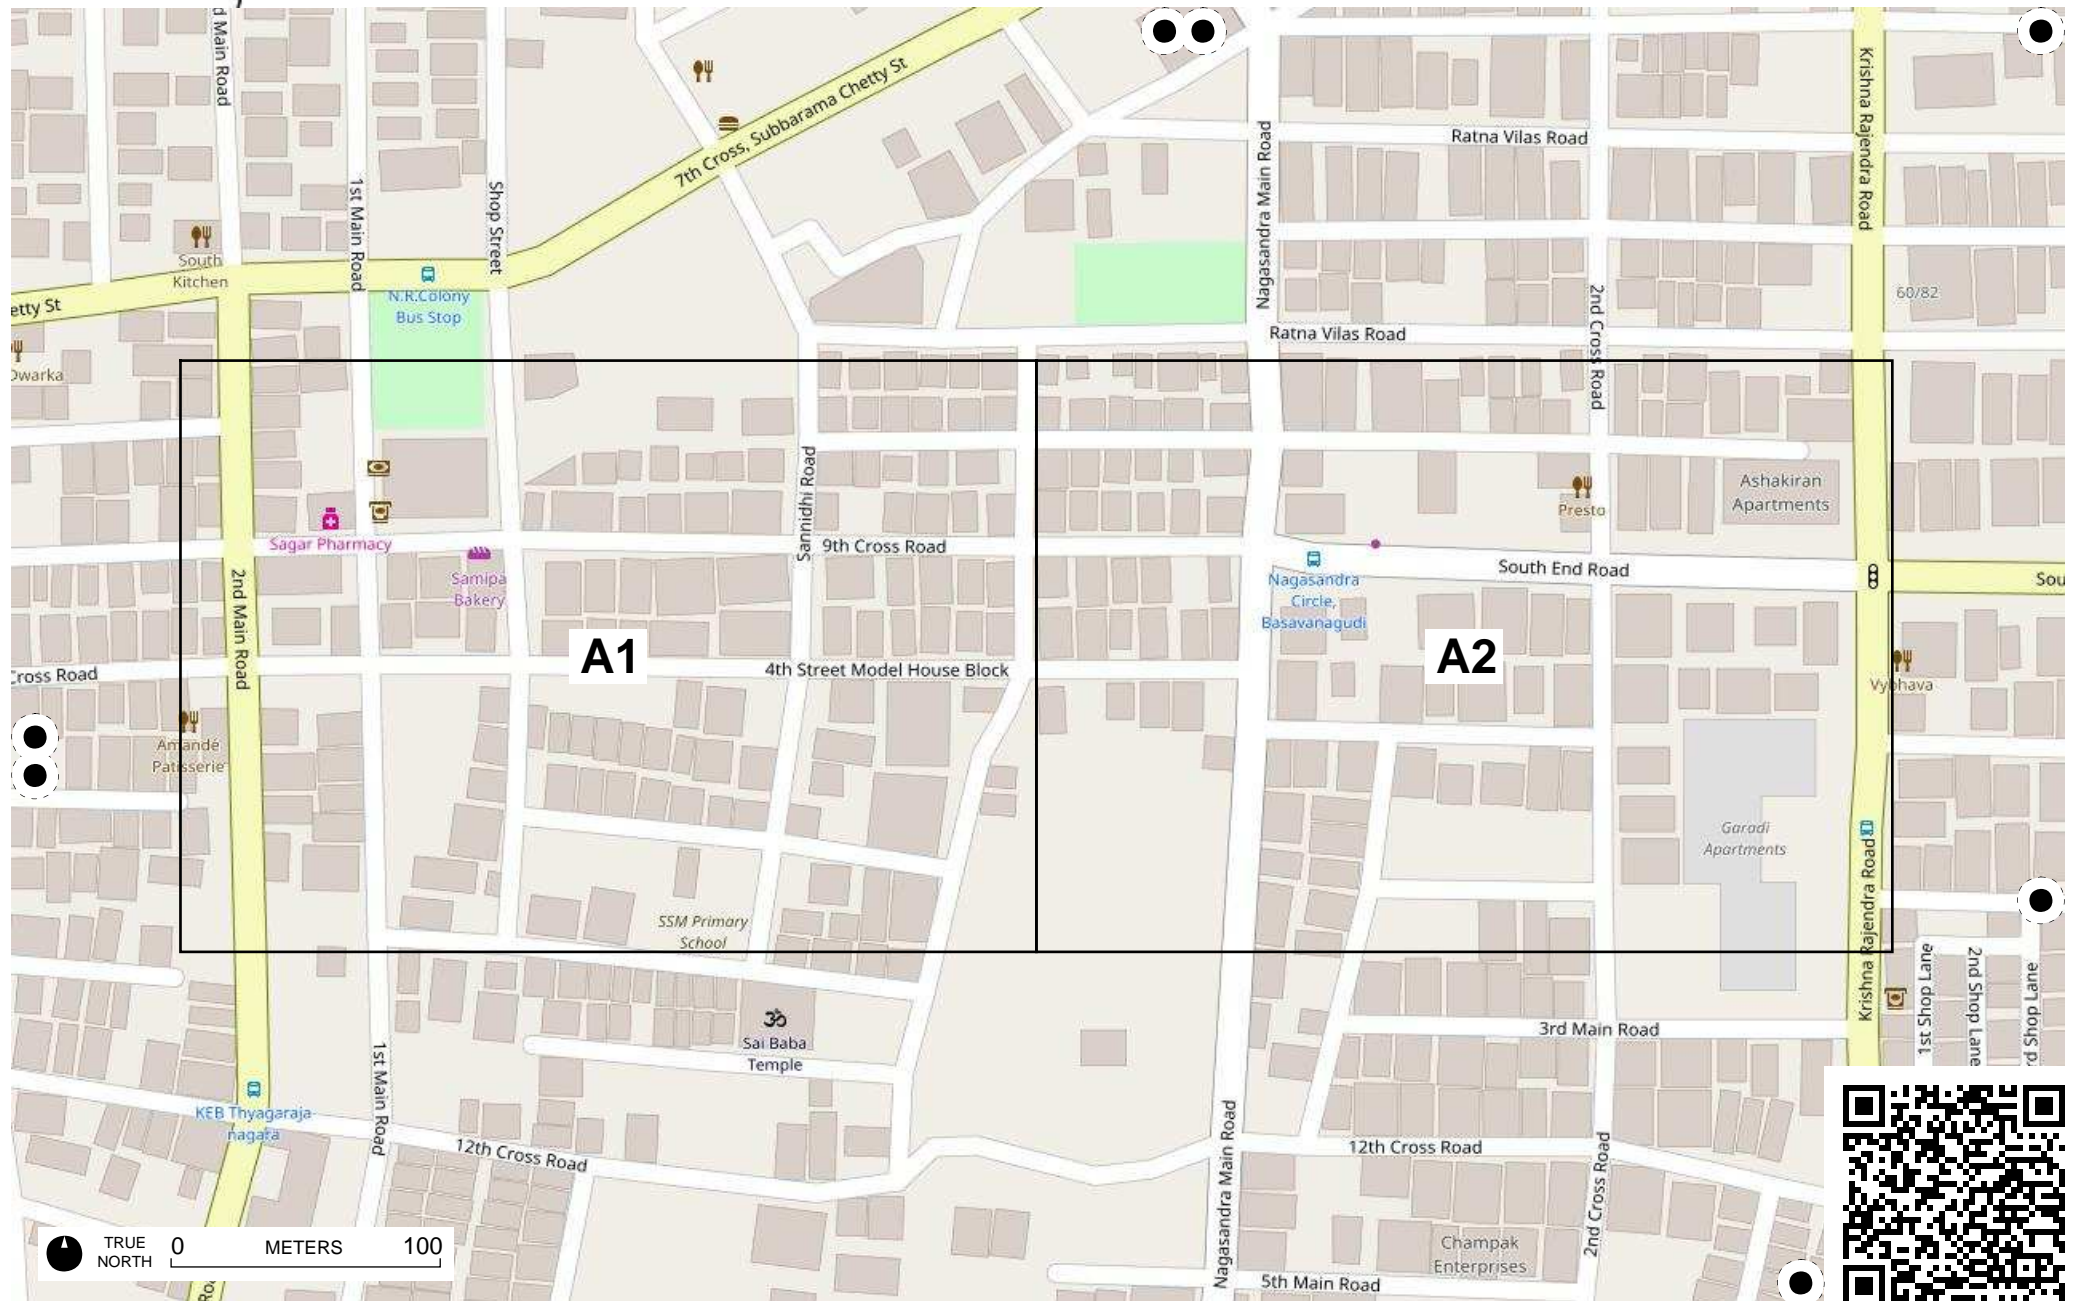 d Main Road
1st Main Road
Shop Street
7th Cross, Subbarama Chetty St
Nagasandra Main Road
Ratna Vilas Road
Krishna Rajendra Road
South
Kitchen
N.R.Colony
Bus Stop
etty St
60/82
2nd Cross Road
Ratna Vilas Road
Dwarka
Sannidhi Road
Ashakiran
Apartments
Presto
Sagar Pharmacy
9th Cross Road
South End Road
Sou
Samipa
Bakery
Nagasandra
Circle,
Basavanagudi
2nd Main Road
A1
A2
Cross Road
4th Street Model House Block
Vybhava
Amande
Patisserie
Garadi
Apartments
Krishna Rajendra Road
SSM Primary
School
1st Shop Lane
2nd Shop Lane
rd Shop Lane
ॐ
Sai Baba
Temple
3rd Main Road
1st Main Road
KEB Thyagaraja
nagara
12th Cross Road
Nagasandra Main Road
12th Cross Road
2nd Cross Road
Champak
Enterprises
5th Main Road
TRUE
NORTH
0 METERS 100